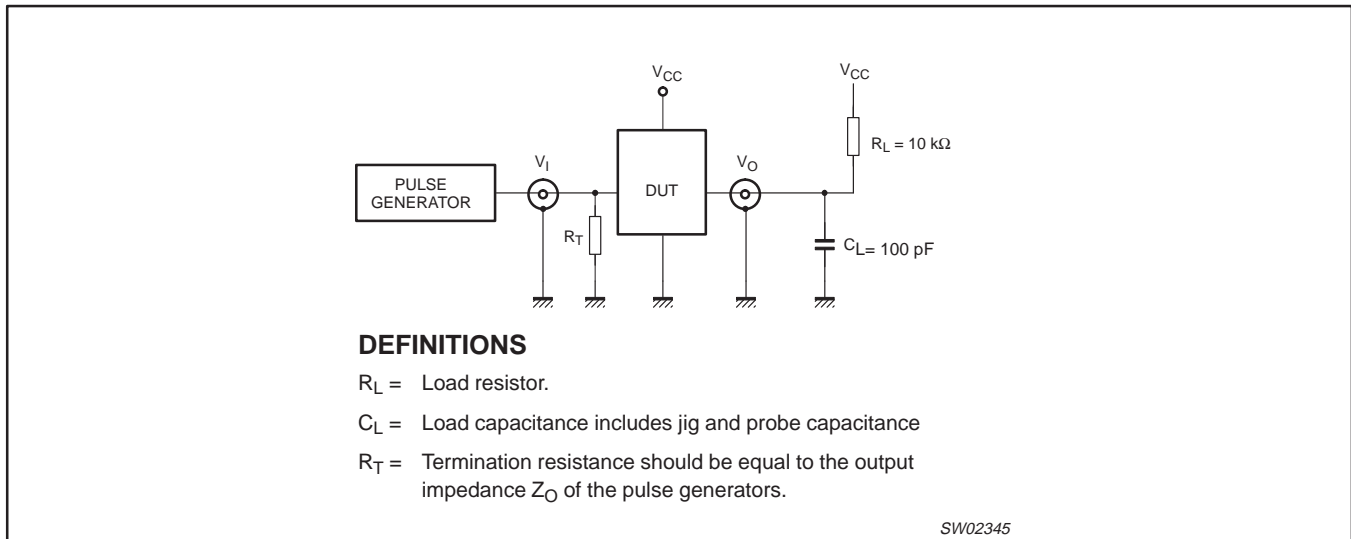 V_CC
V_CC
R_L = 10 kΩ
V_I
V_O
PULSE
GENERATOR
DUT
R_T
C_L= 100 pF
DEFINITIONS
R_L = Load resistor.
C_L = Load capacitance includes jig and probe capacitance
R_T = Termination resistance should be equal to the output
impedance Z_O of the pulse generators.
SW02345